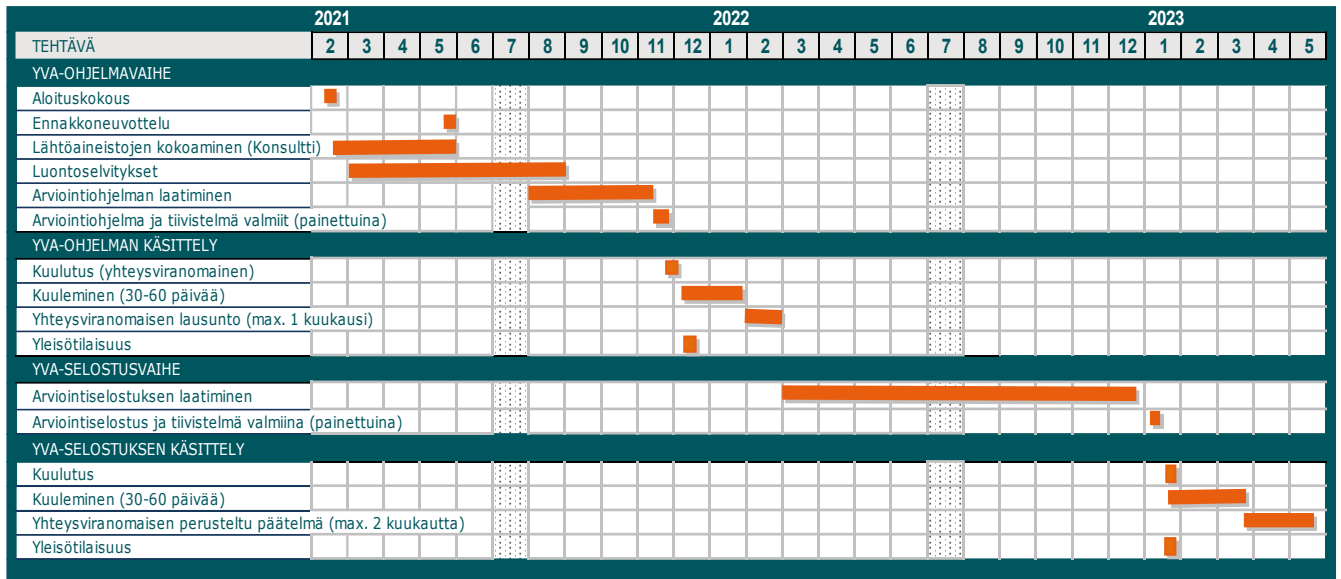 2021 2022 2023
TEHTÄVÄ 2 3 4 5 6 7 8 9 10 11 12 1 2 3 4 5 6 7 8 9 10 11 12 1 2 3 4 5
YVA-OHJELMAVAIHE
Aloituskokous
Ennakkoneuvottelu
Lähtöaineistojen kokoaminen (Konsultti)
Luontoselvitykset
Arviointiohjelman laatiminen
Arviointiohjelma ja tiivistelmä valmiit (painettuina)
YVA-OHJELMAN KÄSITTELY
Kuulutus (yhteysviranomainen)
Kuuleminen (30-60 päivää)
Yhteysviranomaisen lausunto (max. 1 kuukausi)
Yleisötilaisuus
YVA-SELOSTUSVAIHE
Arviointiselostuksen laatiminen
Arviointiselostus ja tiivistelmä valmiina (painettuina)
YVA-SELOSTUKSEN KÄSITTELY
Kuulutus
Kuuleminen (30-60 päivää)
Yhteysviranomaisen perusteltu päätelmä (max. 2 kuukautta)
Yleisötilaisuus